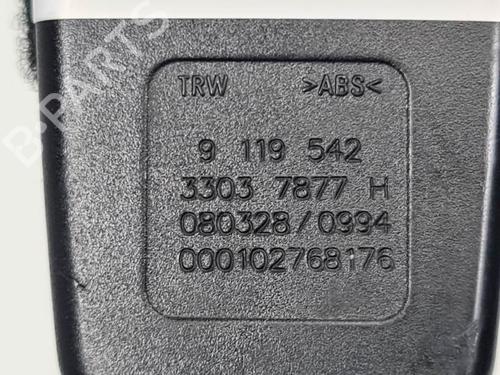 TRW >ABS<
9 119 542
3303 7877 H
080328/0994
000102768176
B-PARTS